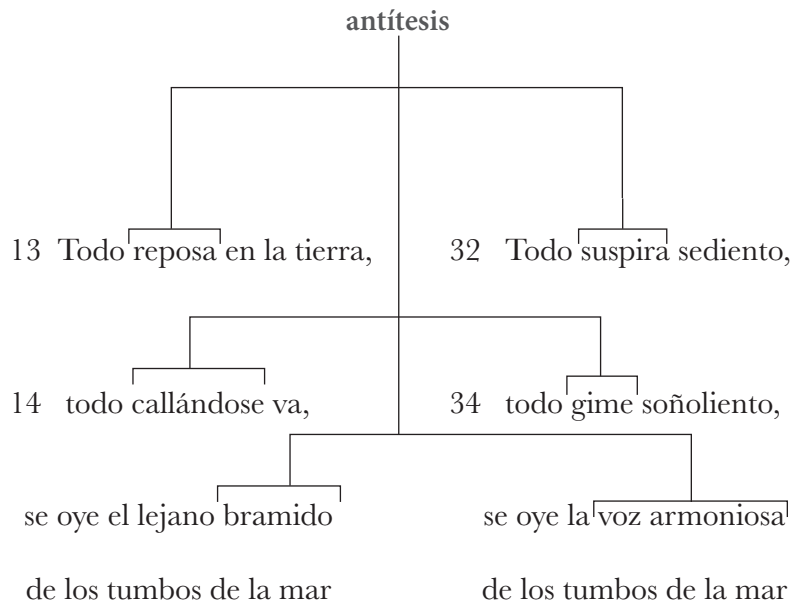 antítesis
13 Todo reposa en la tierra,
32 Todo suspira sediento,
14 todo callándose va,
34 todo gime soñoliento,
se oye el lejano bramido
se oye la voz armoniosa
de los tumbos de la mar
de los tumbos de la mar